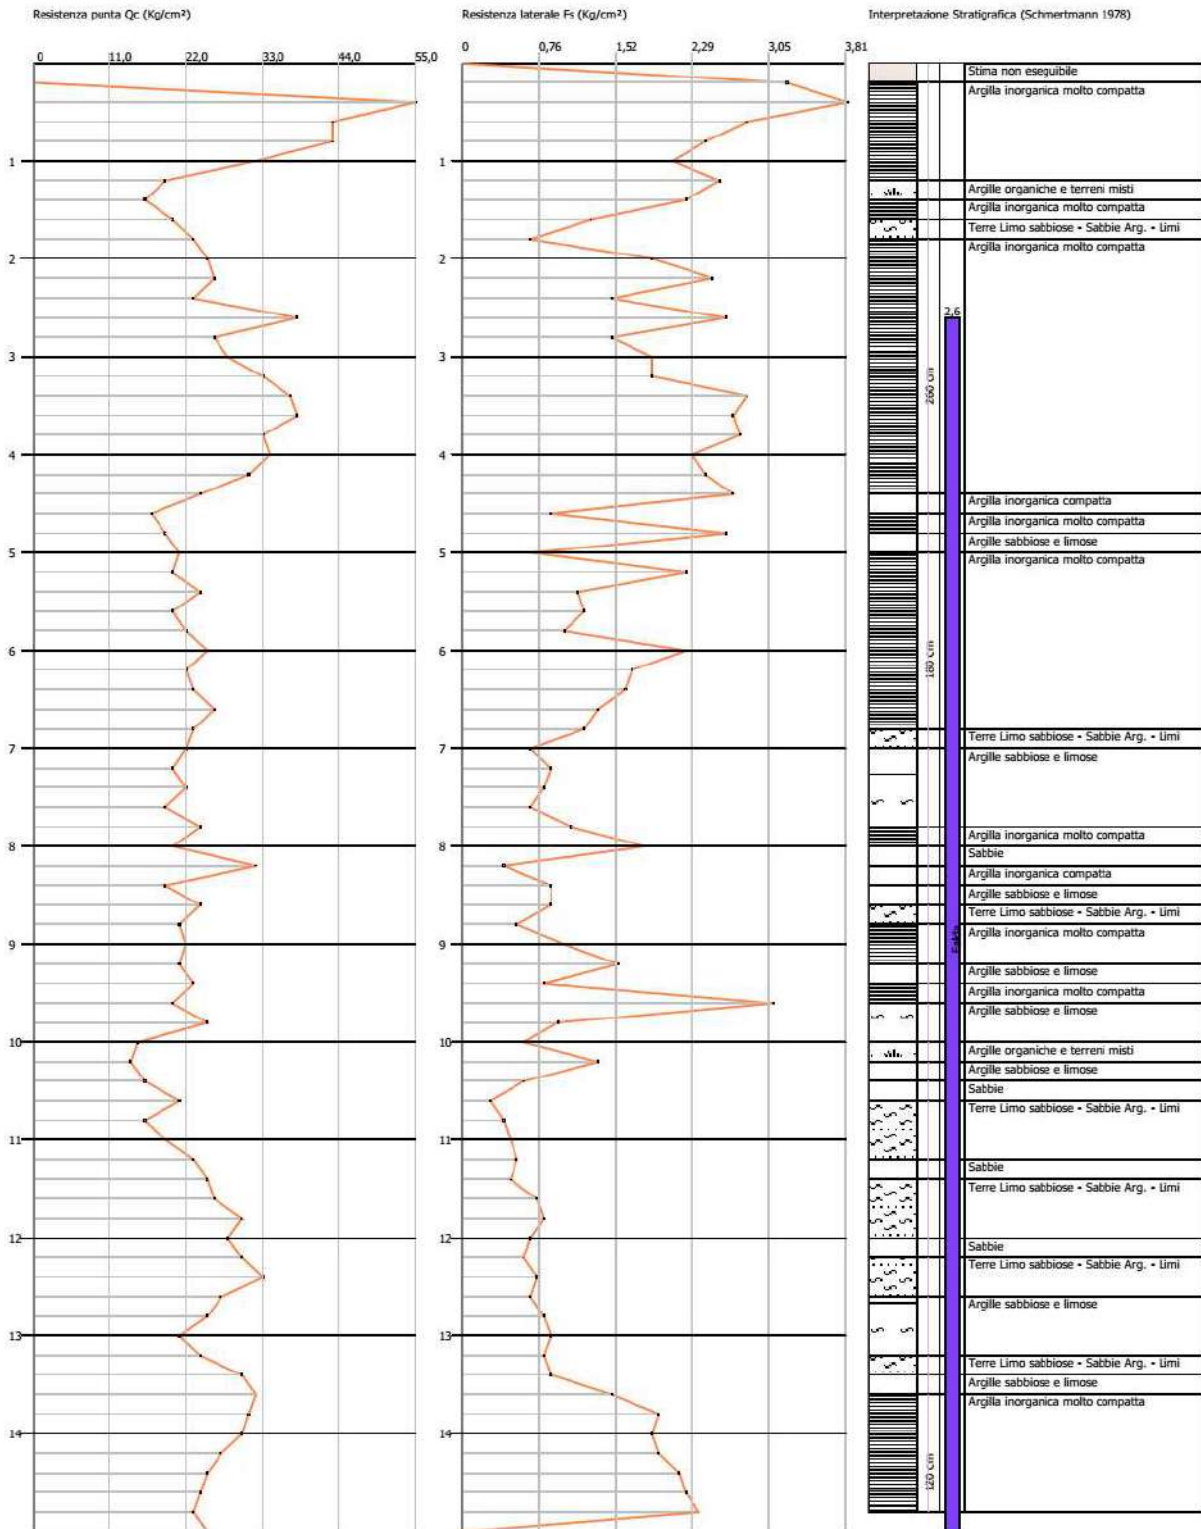 Resistenza punta Qc (Kg/cm²)
Resistenza laterale Fs (Kg/cm²)
Interpretazione Stratigrafica (Schmertmann 1978)
0 11,0 22,0 33,0 44,0 55,0
0 0,76 1,52 2,29 3,05 3,81
Stima non eseguibile
Argilla inorganica molto compatta
1 1
Argille organiche e terreni misti
Argilla inorganica molto compatta
Terre Limo sabbiose - Sabbie Arg. - Limi
Argilla inorganica molto compatta
2 2
2,6
3 3
260 cm
4 4
Argilla inorganica compatta
Argilla inorganica molto compatta
Argille sabbiose e limose
5 5
Argilla inorganica molto compatta
6 6
180 cm
Terre Limo sabbiose - Sabbie Arg. - Limi
7 7
Argille sabbiose e limose
Argilla inorganica molto compatta
8 8
Sabbie
Argilla inorganica compatta
Argille sabbiose e limose
Terre Limo sabbiose - Sabbie Arg. - Limi
Argilla inorganica molto compatta
9 9
Falda
Argille sabbiose e limose
Argilla inorganica molto compatta
Argille sabbiose e limose
10 10
Argille organiche e terreni misti
Argille sabbiose e limose
Sabbie
Terre Limo sabbiose - Sabbie Arg. - Limi
11 11
Sabbie
Terre Limo sabbiose - Sabbie Arg. - Limi
12 12
Sabbie
Terre Limo sabbiose - Sabbie Arg. - Limi
Argille sabbiose e limose
13 13
Terre Limo sabbiose - Sabbie Arg. - Limi
Argille sabbiose e limose
Argilla inorganica molto compatta
14 14
120 cm